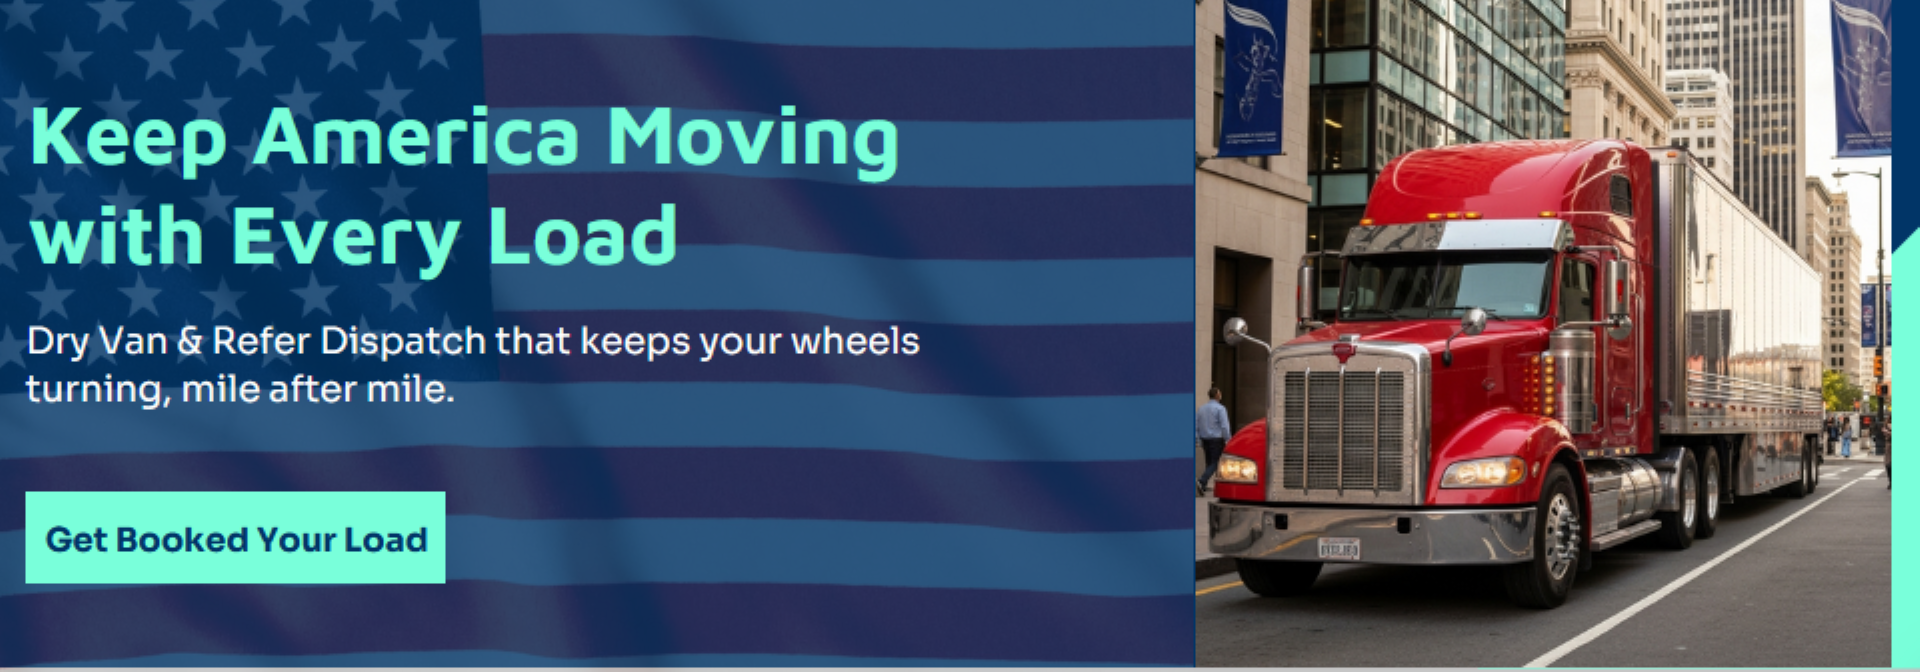 Keep America Moving
with Every Load
Dry Van & Refer Dispatch that keeps your wheels
turning, mile after mile.
Get Booked Your Load